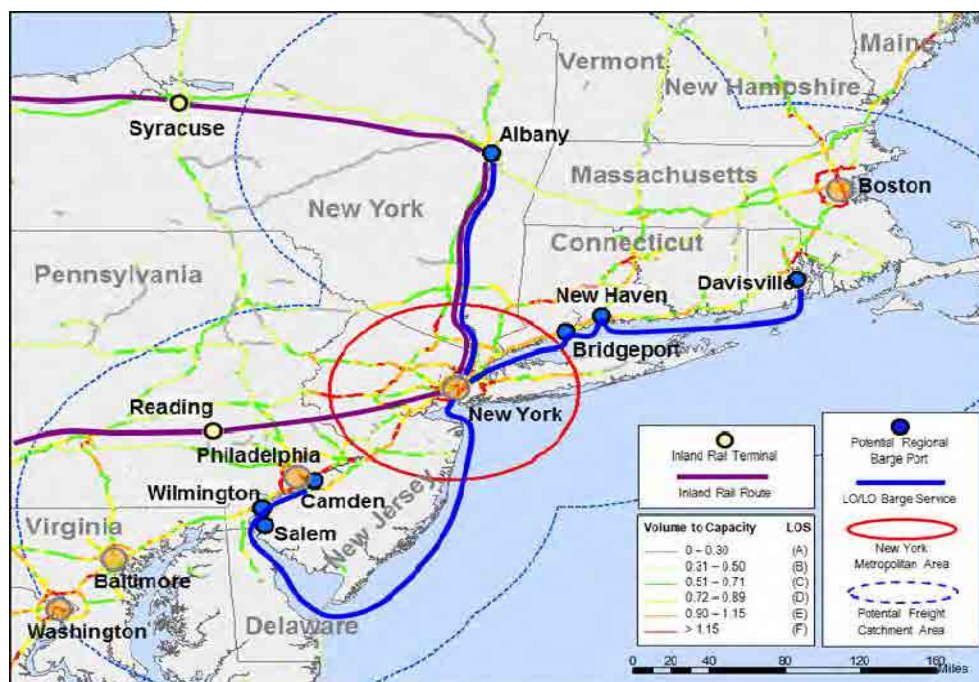 Maine
Vermont
New Hampshire
Syracuse
Albany
Massachusetts
Boston
New York
Connecticut
Pennsylvania
New Haven
Davisville
Bridgeport
Reading
New York
Philadelphia
Wilmington
Camden
New Jersey
Salem
Virginia
Baltimore
Washington
Delaware
Inland Rail Terminal
Inland Rail Route
Volume to Capacity LOS
0 – 0.30 (A)
0.31 – 0.50 (B)
0.51 – 0.71 (C)
0.72 – 0.89 (D)
0.90 – 1.15 (E)
> 1.15 (F)
Potential Regional
Barge Port
LO/LO Barge Service
New York
Metropolitan Area
Potential Freight
Catchment Area
0 20 40 80 120 160 Miles